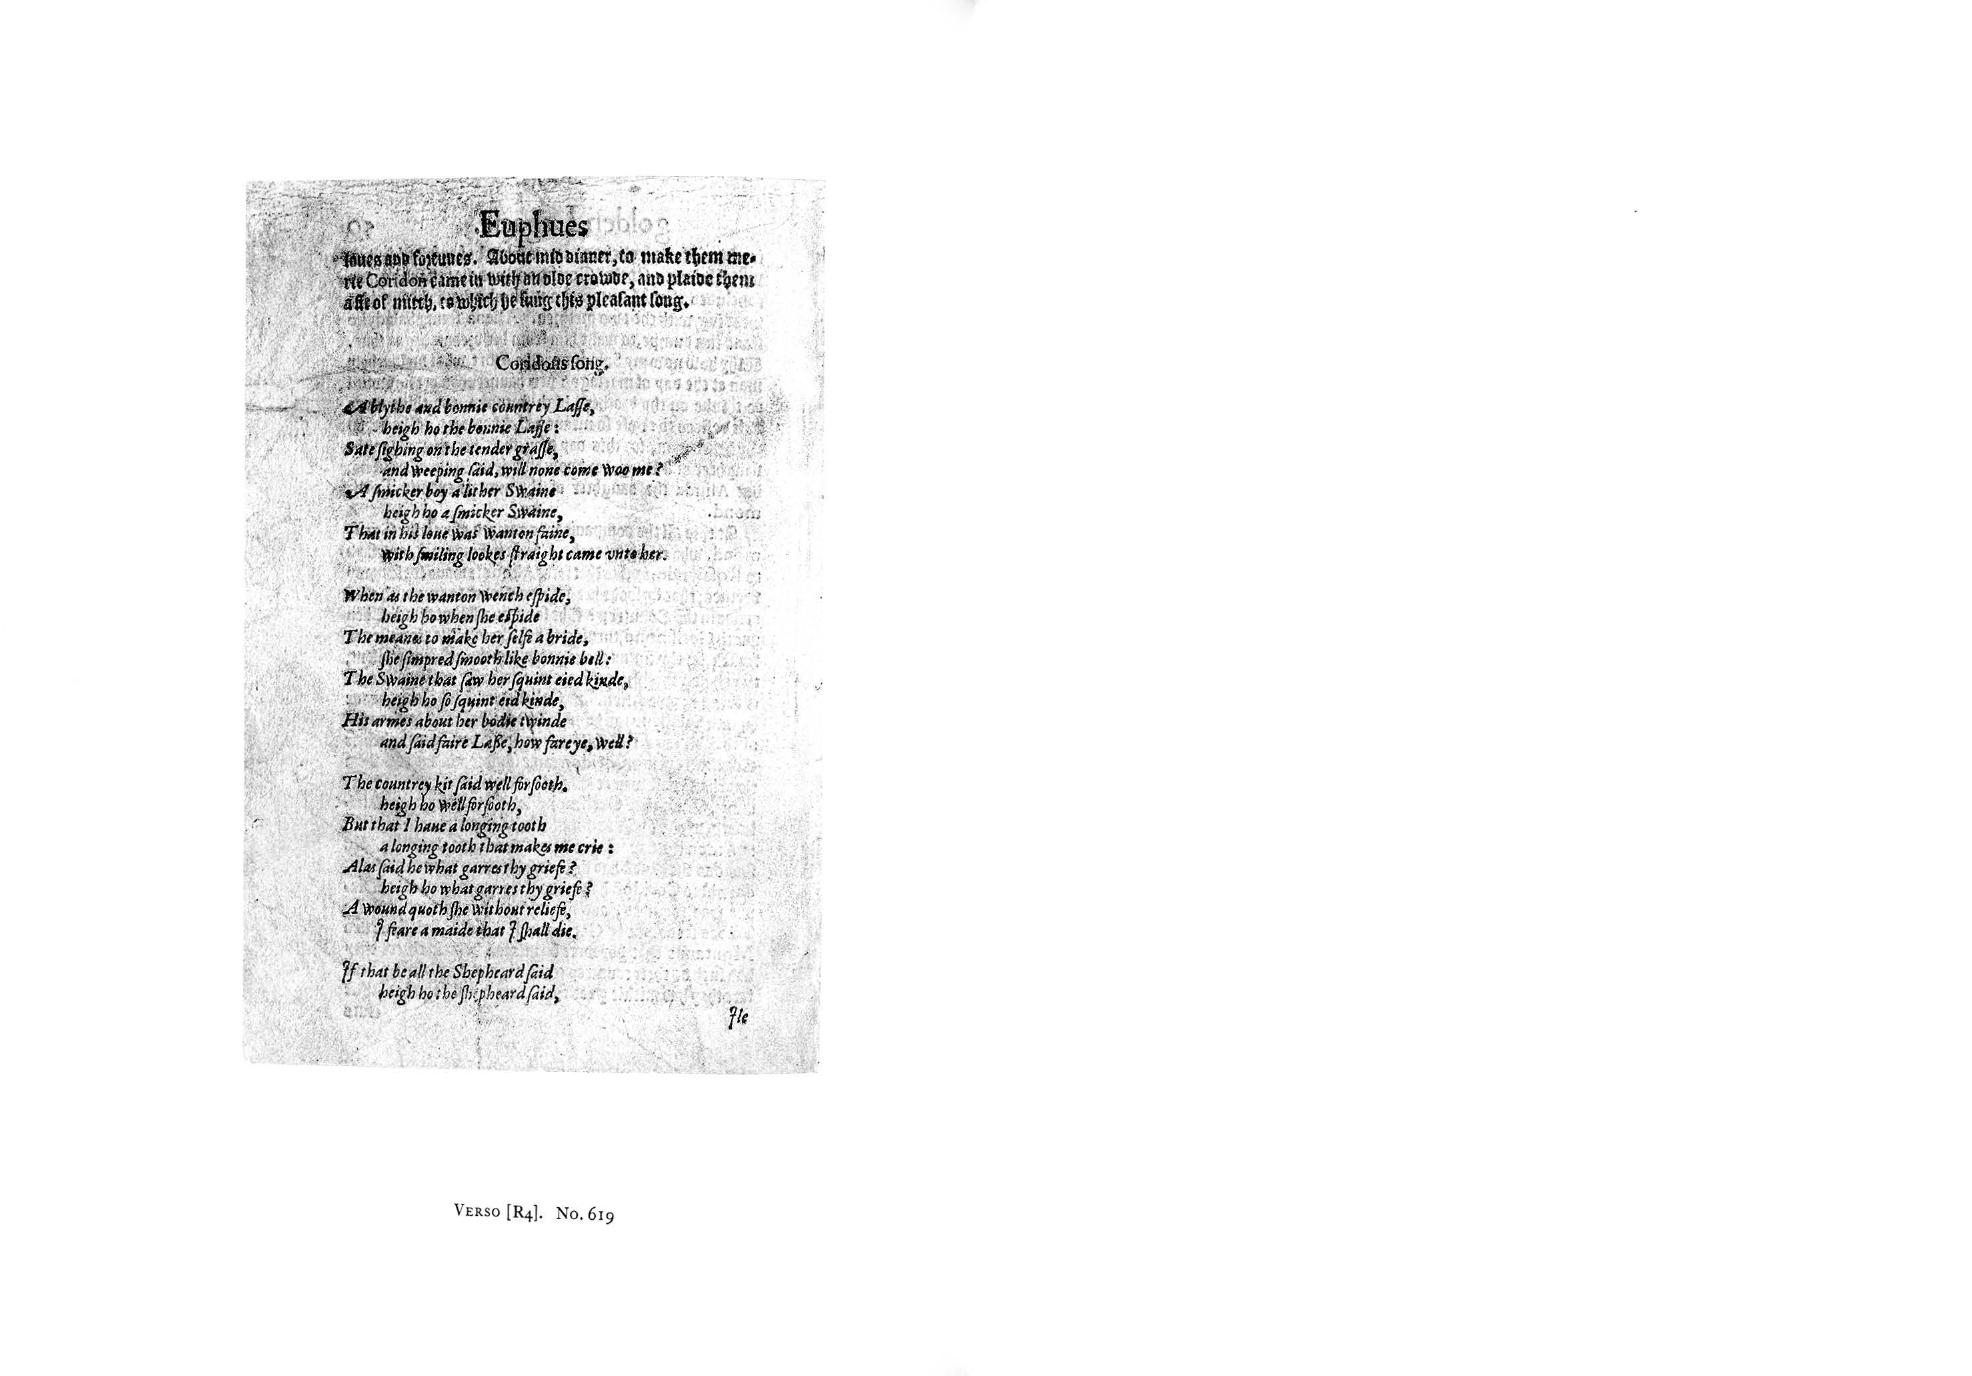 Euphues
loues and fortunes. About mid dinner, to make them me-
rie Coridon came in with an olde crowde, and plaide them
a fit of mirth, to which he sung this pleasant song.
Coridons song.
A blythe and bonnie countrey Lasse,
heigh ho the bonnie Lasse:
Sate sighing on the tender grasse,
and weeping said, will none come woo me?
A smicker boy a lither Swaine
heigh ho a smicker Swaine,
That in his loue was wanton faine,
with smiling lookes straight came vnto her.
When as the wanton wench espide,
heigh ho when she espide
The meanes to make her selfe a bride,
she simpred smooth like bonnie bell:
The Swaine that saw her squint eied kinde,
heigh ho so squint eid kinde,
His armes about her bodie twinde
and said faire Lasse, how fare ye, well?
The countrey kit said well forsooth.
heigh ho well forsooth,
But that I haue a longing tooth
a longing tooth that makes me crie:
Alas said he what garres thy griefe?
heigh ho what garres thy griefe?
A wound quoth she without reliefe,
I feare a maide that I shall die.
If that be all the Shepheard said
heigh ho the shepheard said,
Ile
VERSO [R4]. NO. 619